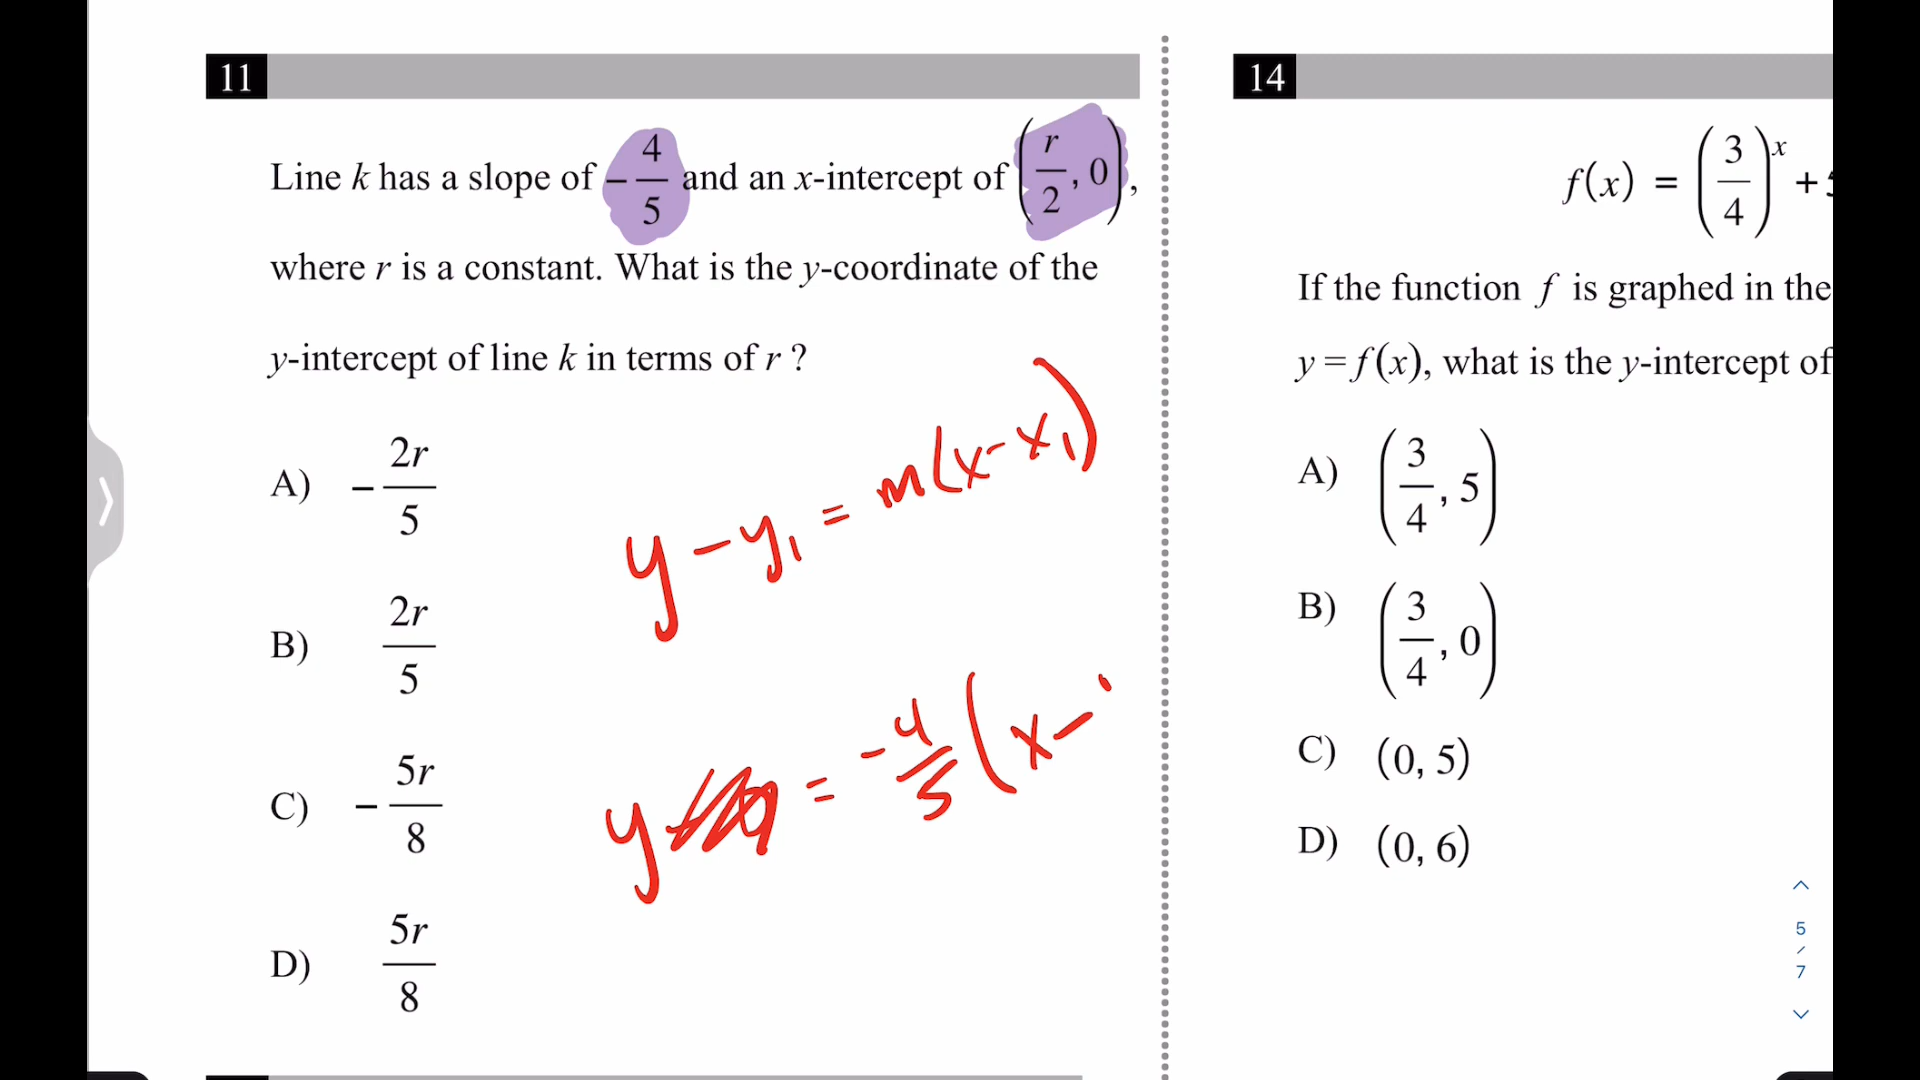 11
Line k has a slope of −4/5 and an x-intercept of (r/2, 0),
where r is a constant. What is the y-coordinate of the
y-intercept of line k in terms of r ?
A) −2r/5
B) 2r/5
C) −5r/8
D) 5r/8
y − y₁ = m(x − x₁)
y = −4/5 (x −
14
f(x) = (3/4)ˣ +
If the function f is graphed in the
y = f(x), what is the y-intercept of
A) (3/4, 5)
B) (3/4, 0)
C) (0, 5)
D) (0, 6)
5
/
7